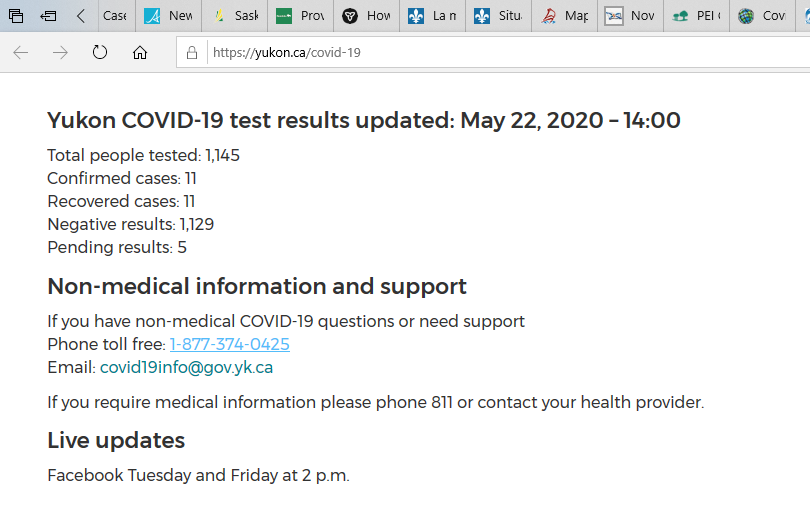 Case
New
Sask
Prov
How
La m
Situ
Map
Nov
PEI
Cov
https://yukon.ca/covid-19
Yukon COVID-19 test results updated: May 22, 2020 – 14:00
Total people tested: 1,145
Confirmed cases: 11
Recovered cases: 11
Negative results: 1,129
Pending results: 5
Non-medical information and support
If you have non-medical COVID-19 questions or need support
Phone toll free: 1-877-374-0425
Email: covid19info@gov.yk.ca
If you require medical information please phone 811 or contact your health provider.
Live updates
Facebook Tuesday and Friday at 2 p.m.